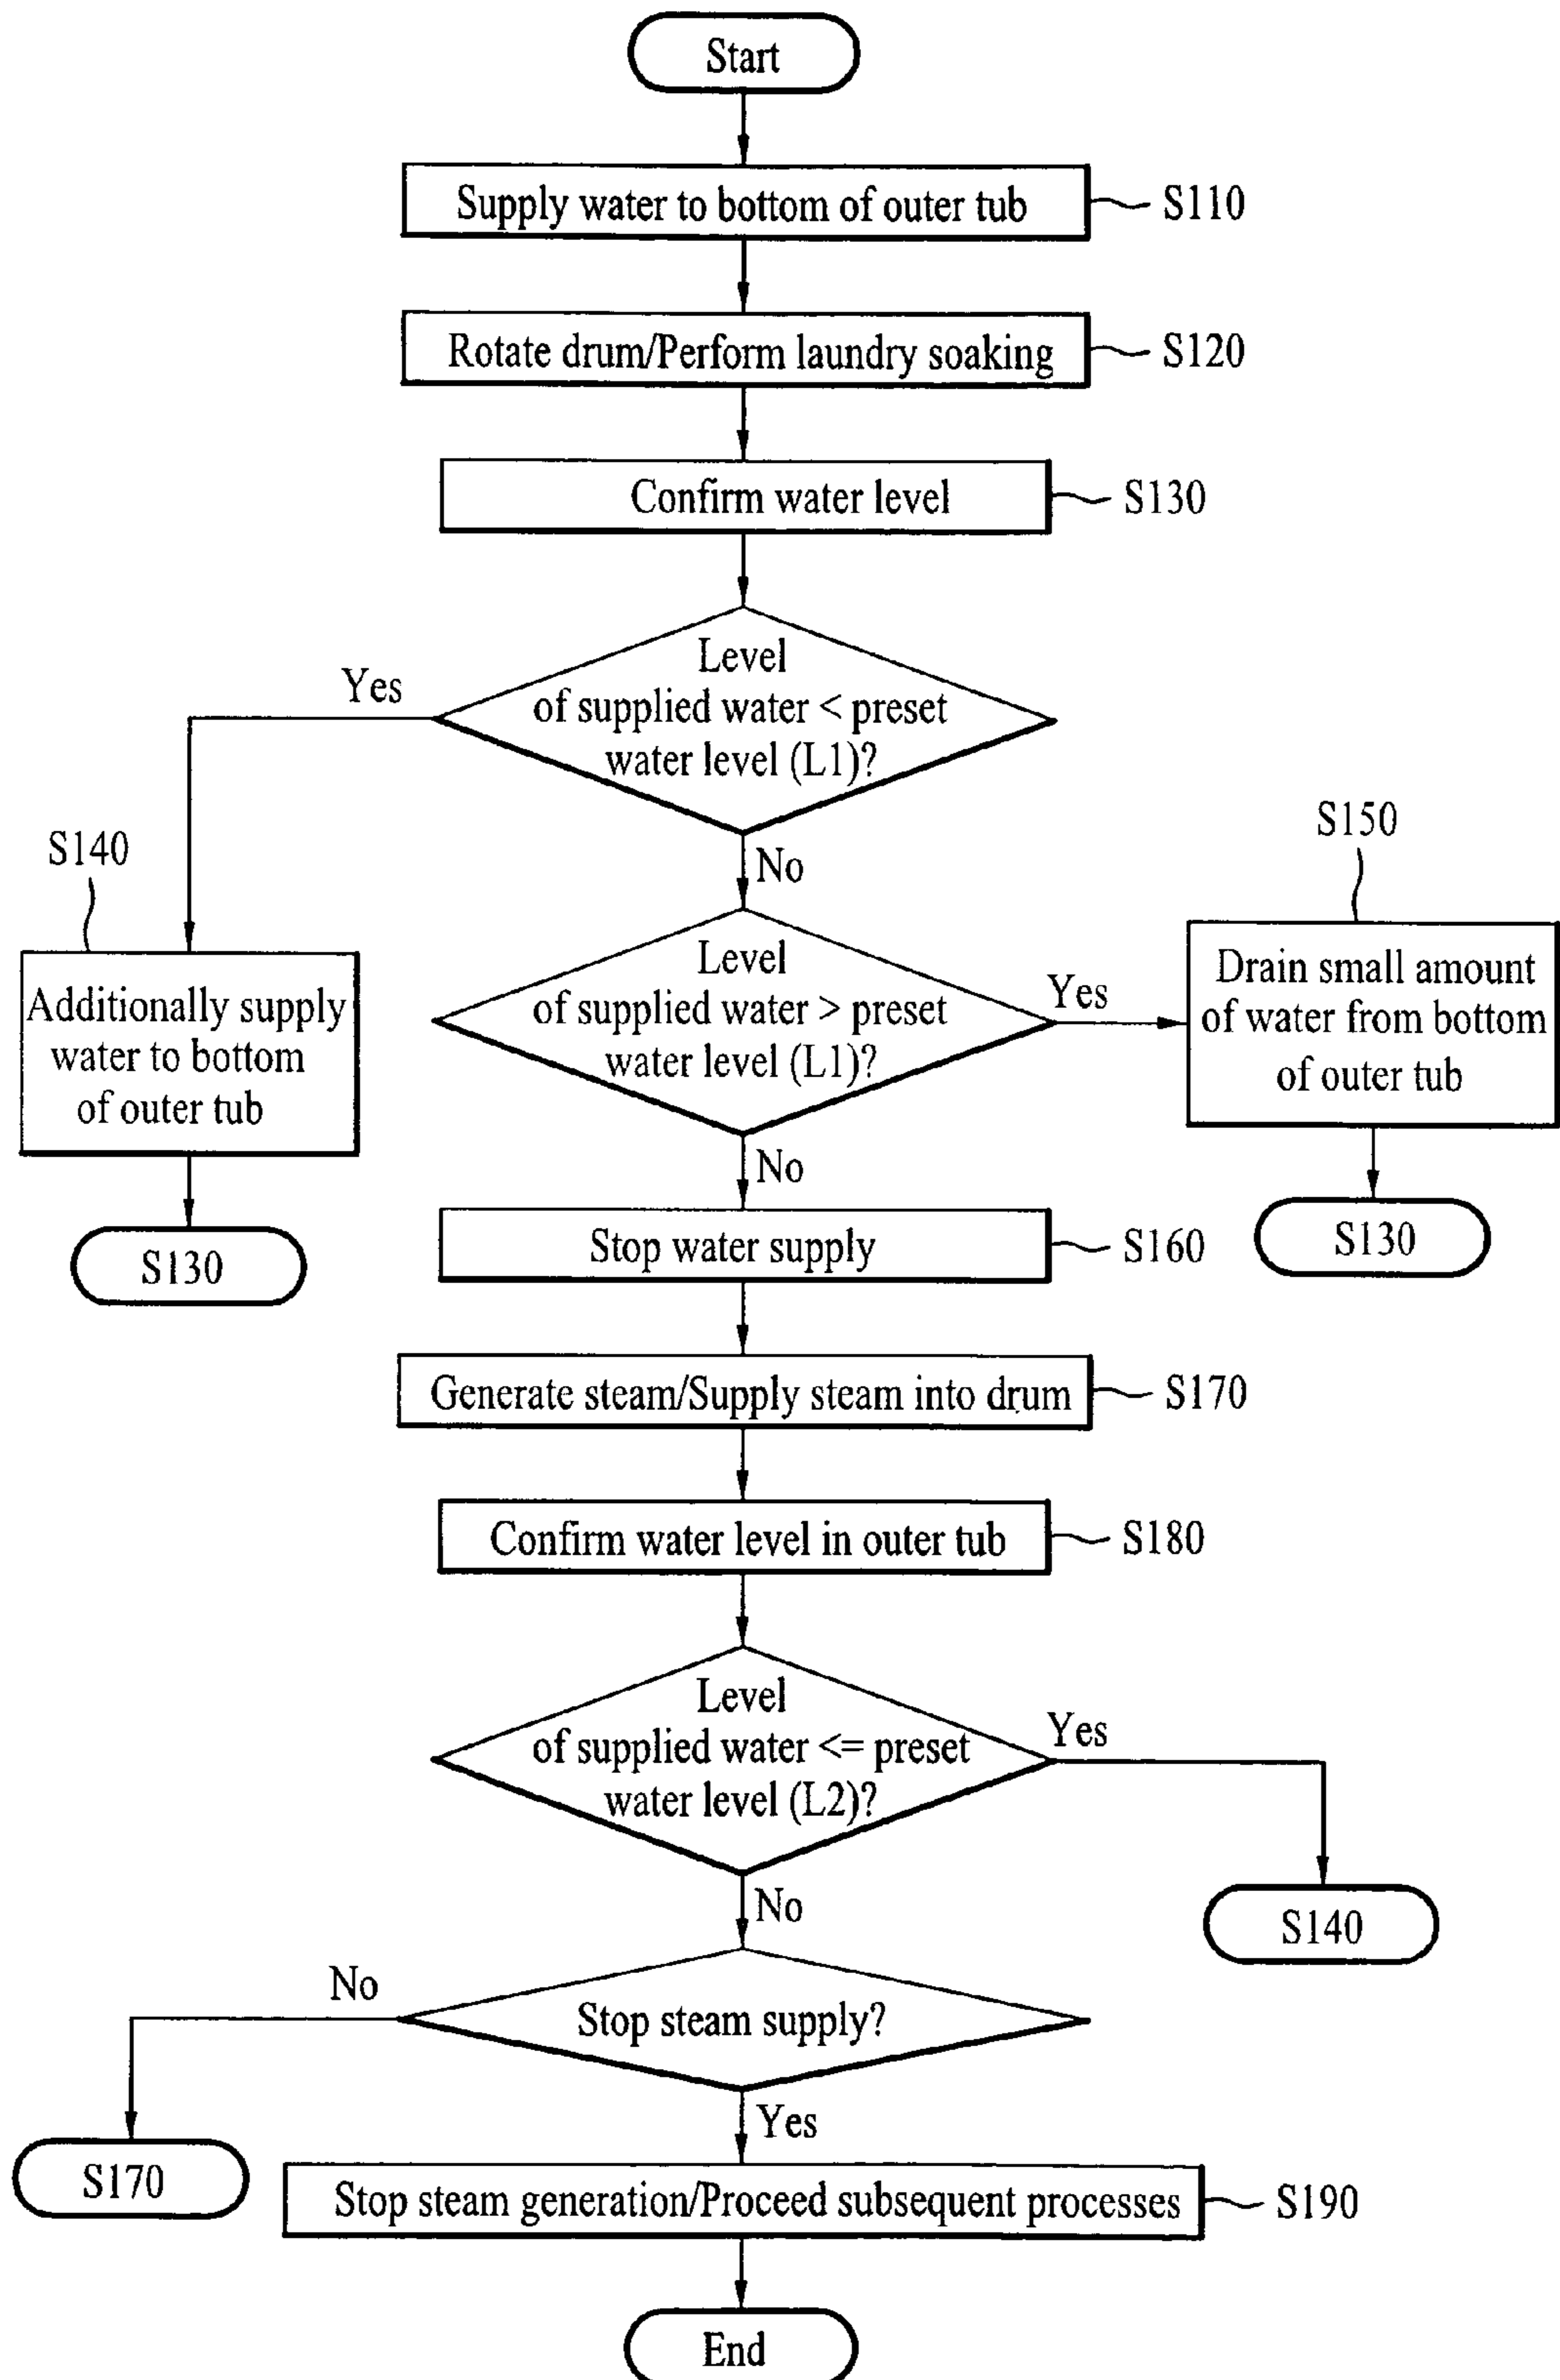 Start
Supply water to bottom of outer tub
S110
Rotate drum/Perform laundry soaking
S120
Confirm water level
S130
Level
of supplied water < preset
water level (L1)?
Yes
No
S140
Additionally supply
water to bottom
of outer tub
S130
Level
of supplied water > preset
water level (L1)?
Yes
No
S150
Drain small amount
of water from bottom
of outer tub
S130
Stop water supply
S160
Generate steam/Supply steam into drum
S170
Confirm water level in outer tub
S180
Level
of supplied water <= preset
water level (L2)?
Yes
S140
No
Stop steam supply?
No
S170
Yes
Stop steam generation/Proceed subsequent processes
S190
End